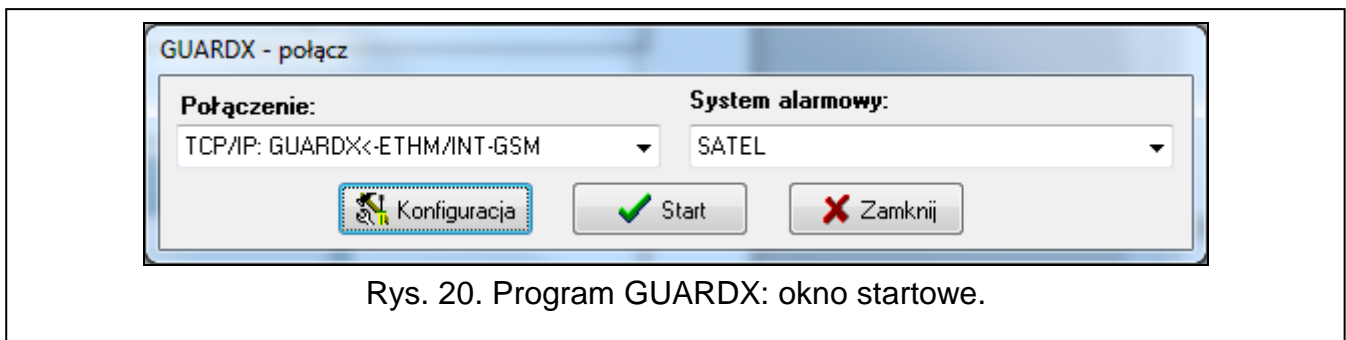 GUARDX - połącz
Połączenie: System alarmowy:
TCP/IP: GUARDX<-ETHM/INT-GSM SATEL
Konfiguracja Start Zamknij
Rys. 20. Program GUARDX: okno startowe.